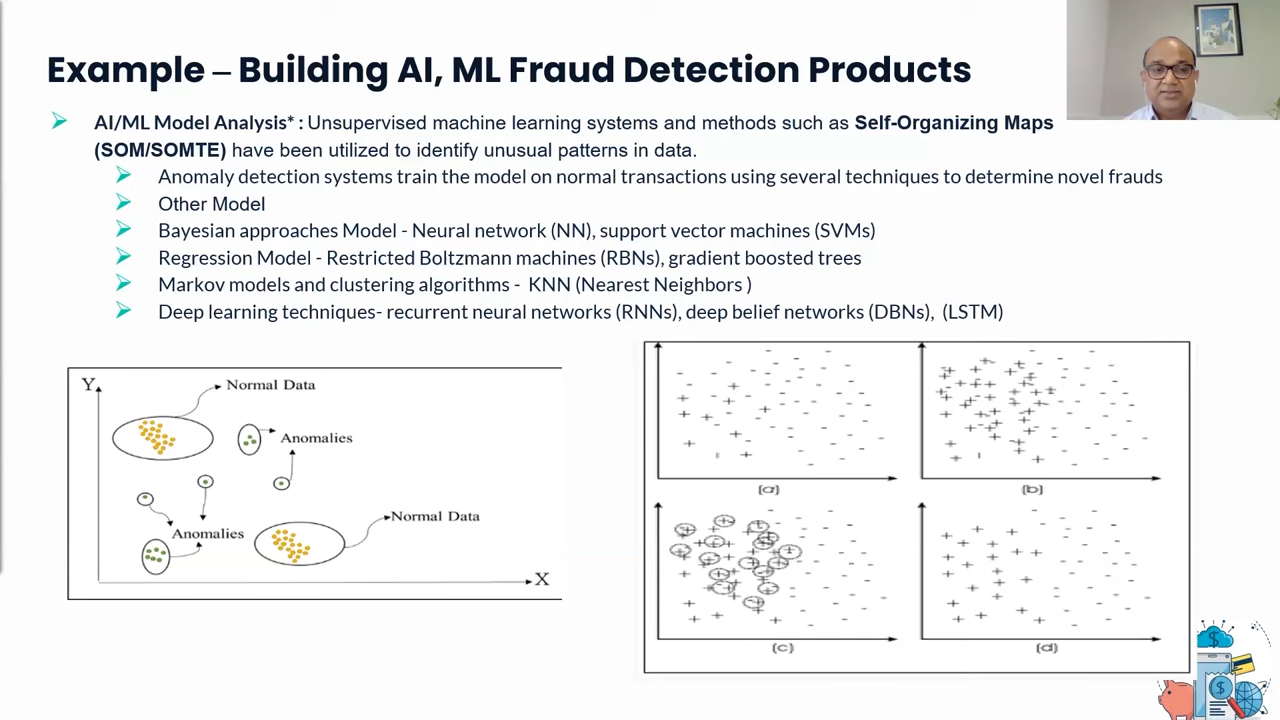 Example – Building AI, ML Fraud Detection Products
AI/ML Model Analysis* : Unsupervised machine learning systems and methods such as Self-Organizing Maps
(SOM/SOMTE) have been utilized to identify unusual patterns in data.
Anomaly detection systems train the model on normal transactions using several techniques to determine novel frauds
Other Model
Bayesian approaches Model - Neural network (NN), support vector machines (SVMs)
Regression Model - Restricted Boltzmann machines (RBNs), gradient boosted trees
Markov models and clustering algorithms - KNN (Nearest Neighbors )
Deep learning techniques- recurrent neural networks (RNNs), deep belief networks (DBNs), (LSTM)
Y
Normal Data
Anomalies
Normal Data
Anomalies
X
(a)
(b)
(c)
(d)
$
$